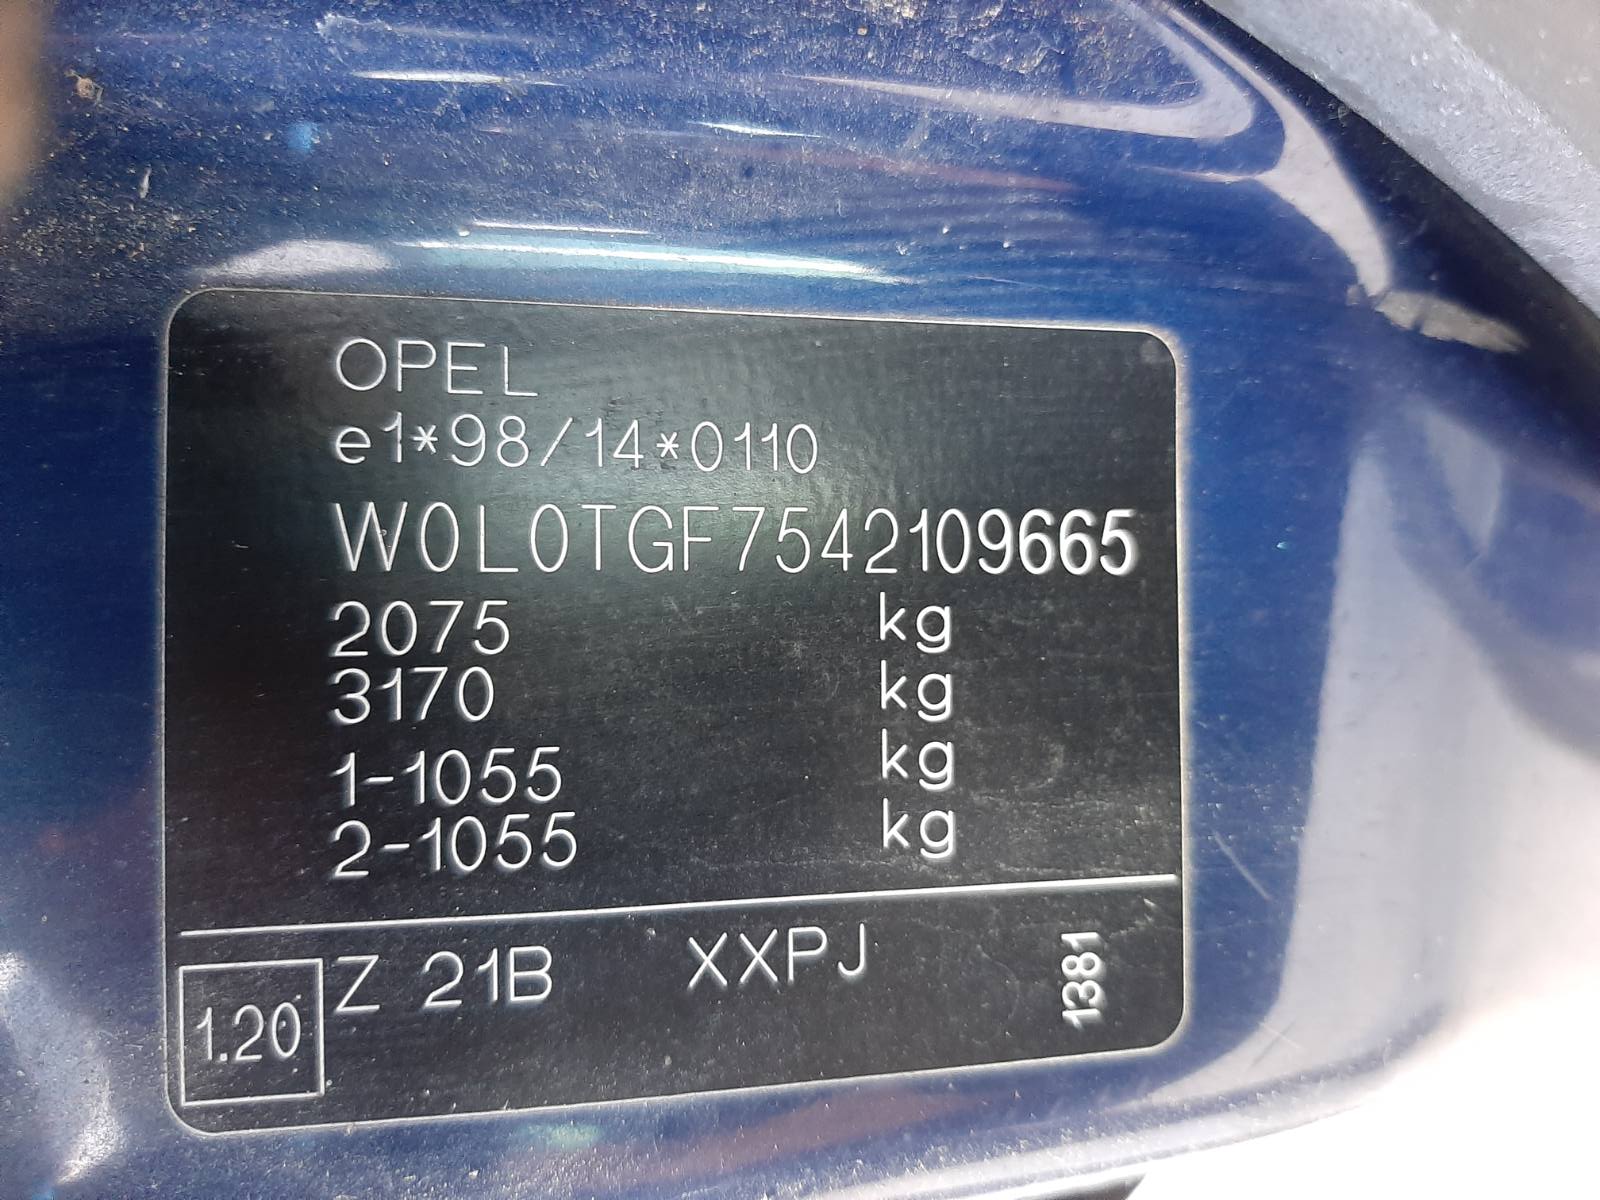 OPEL
e1*98/14*0110
W0L0TGF7542109665
2075 kg
3170 kg
1-1055 kg
2-1055 kg
1.20 Z 21B XXPJ 1381